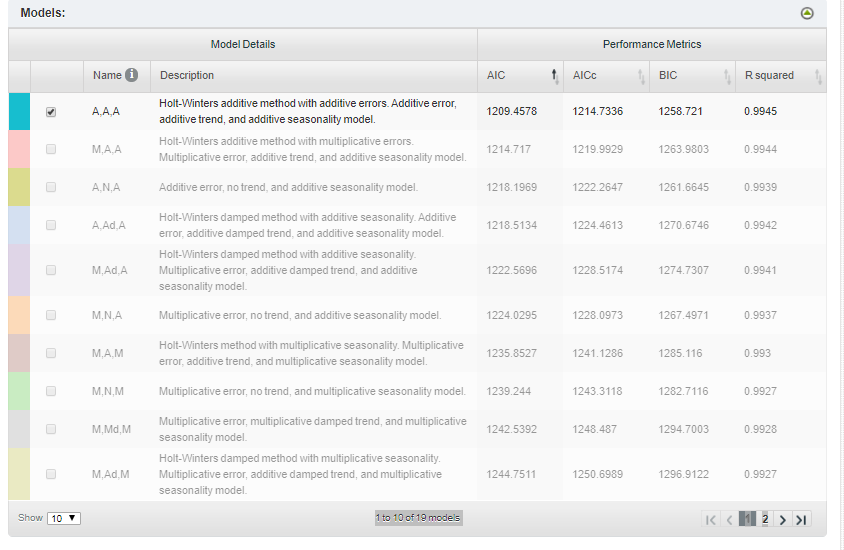 Models:
Model Details Performance Metrics
Name Description AIC AICc BIC R squared
A,A,A Holt-Winters additive method with additive errors. Additive error, 1209.4578 1214.7336 1258.721 0.9945
additive trend, and additive seasonality model.
M,A,A Holt-Winters additive method with multiplicative errors. 1214.717 1219.9929 1263.9803 0.9944
Multiplicative error, additive trend, and additive seasonality model.
A,N,A Additive error, no trend, and additive seasonality model. 1218.1969 1222.2647 1261.6645 0.9939
A,Ad,A Holt-Winters damped method with additive seasonality. Additive 1218.5134 1224.4613 1270.6746 0.9942
error, additive damped trend, and additive seasonality model.
Holt-Winters damped method with additive seasonality.
M,Ad,A Multiplicative error, additive damped trend, and additive 1222.5696 1228.5174 1274.7307 0.9941
seasonality model.
M,N,A Multiplicative error, no trend, and additive seasonality model. 1224.0295 1228.0973 1267.4971 0.9937
M,A,M Holt-Winters method with multiplicative seasonality. Multiplicative 1235.8527 1241.1286 1285.116 0.993
error, additive trend, and multiplicative seasonality model.
M,N,M Multiplicative error, no trend, and multiplicative seasonality model. 1239.244 1243.3118 1282.7116 0.9927
M,Md,M Multiplicative error, multiplicative damped trend, and multiplicative 1242.5392 1248.487 1294.7003 0.9928
seasonality model.
Holt-Winters damped method with multiplicative seasonality.
M,Ad,M Multiplicative error, additive damped trend, and multiplicative 1244.7511 1250.6989 1296.9122 0.9927
seasonality model.
Show 10 1 to 10 of 19 models 1 2